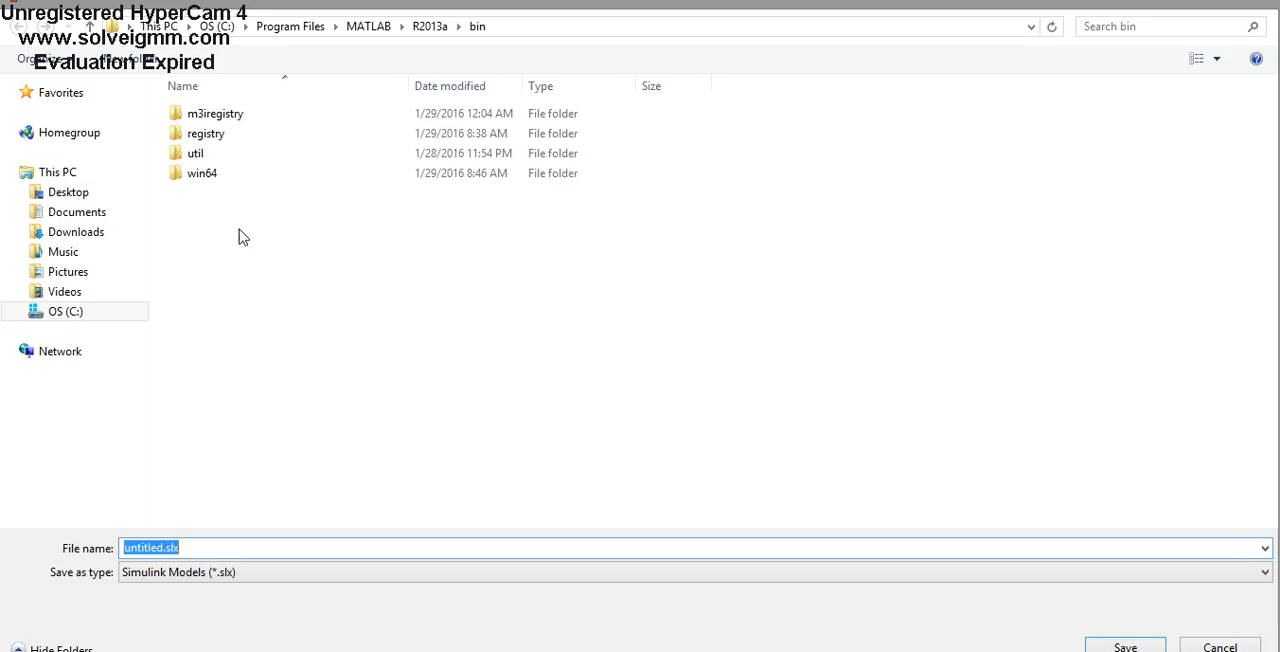 Unregistered HyperCam 4
This PC OS (C:) Program Files MATLAB R2013a bin
Search bin
www.solveigmm.com
Organize New folder
Evaluation Expired
Name Date modified Type Size
Favorites
m3iregistry 1/29/2016 12:04 AM File folder
Homegroup
registry 1/29/2016 8:38 AM File folder
util 1/28/2016 11:54 PM File folder
This PC
win64 1/29/2016 8:46 AM File folder
Desktop
Documents
Downloads
Music
Pictures
Videos
OS (C:)
Network
File name: untitled.slx
Save as type: Simulink Models (*.slx)
Hide Folders
Save Cancel